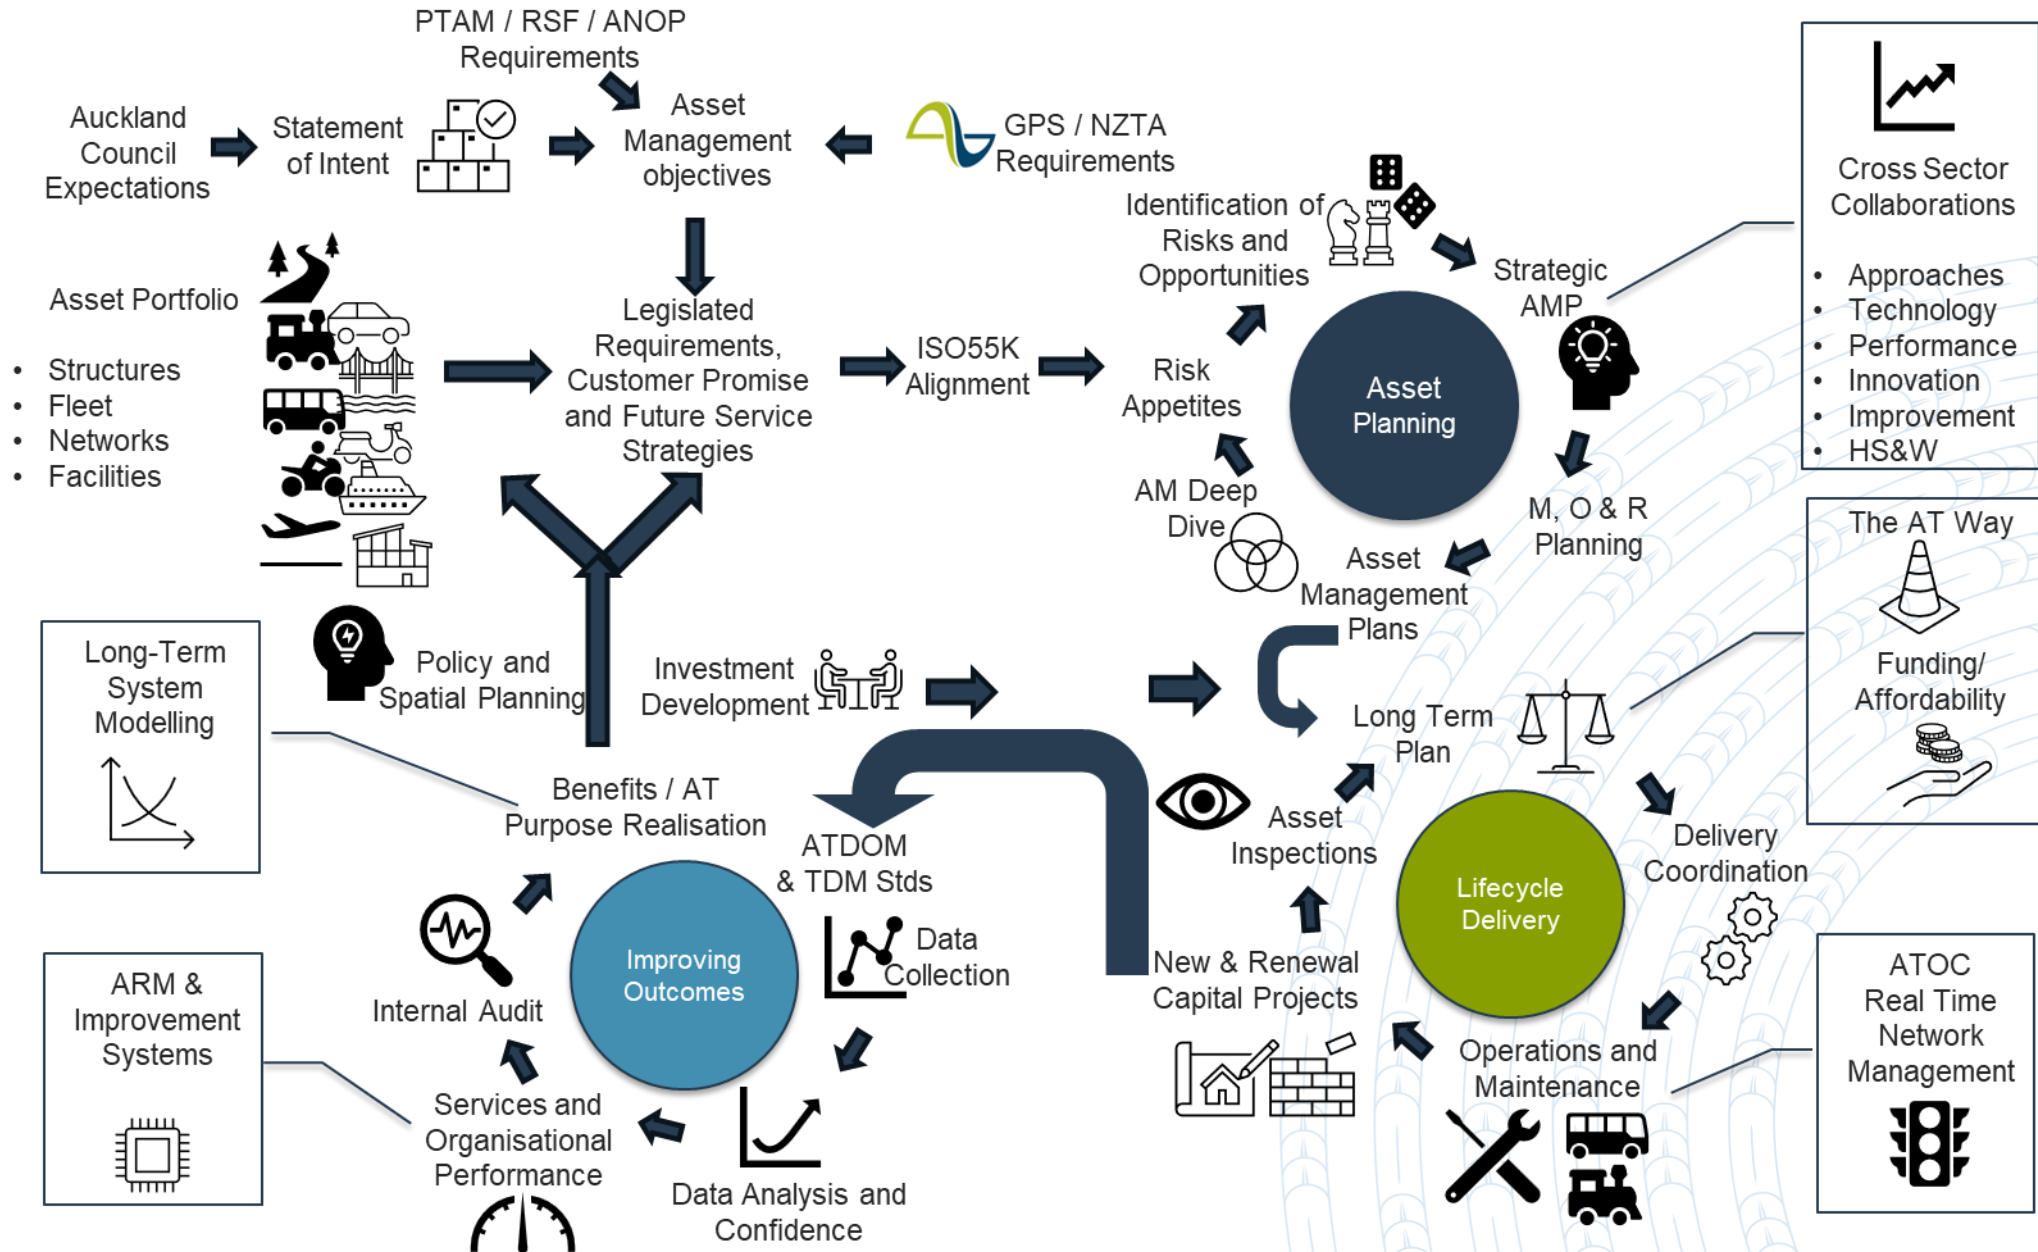 PTAM / RSF / ANOP
Requirements
Auckland
Council
Expectations
Statement
of Intent
Asset
Management
objectives
GPS / NZTA
Requirements
Asset Portfolio
• Structures
• Fleet
• Networks
• Facilities
Legislated
Requirements,
Customer Promise
and Future Service
Strategies
ISO55K
Alignment
Risk
Appetites
Identification of
Risks and
Opportunities
Strategic
AMP
Asset
Planning
AM Deep
Dive
M, O & R
Planning
Asset
Management
Plans
Cross Sector
Collaborations
• Approaches
• Technology
• Performance
• Innovation
• Improvement
• HS&W
The AT Way
Funding/
Affordability
Long-Term
System
Modelling
Policy and
Spatial Planning
Investment
Development
Long Term
Plan
Benefits / AT
Purpose Realisation
ATDOM
& TDM Stds
Asset
Inspections
Delivery
Coordination
Lifecycle
Delivery
Improving
Outcomes
Data
Collection
New & Renewal
Capital Projects
Internal Audit
ARM &
Improvement
Systems
Operations and
Maintenance
ATOC
Real Time
Network
Management
Services and
Organisational
Performance
Data Analysis and
Confidence